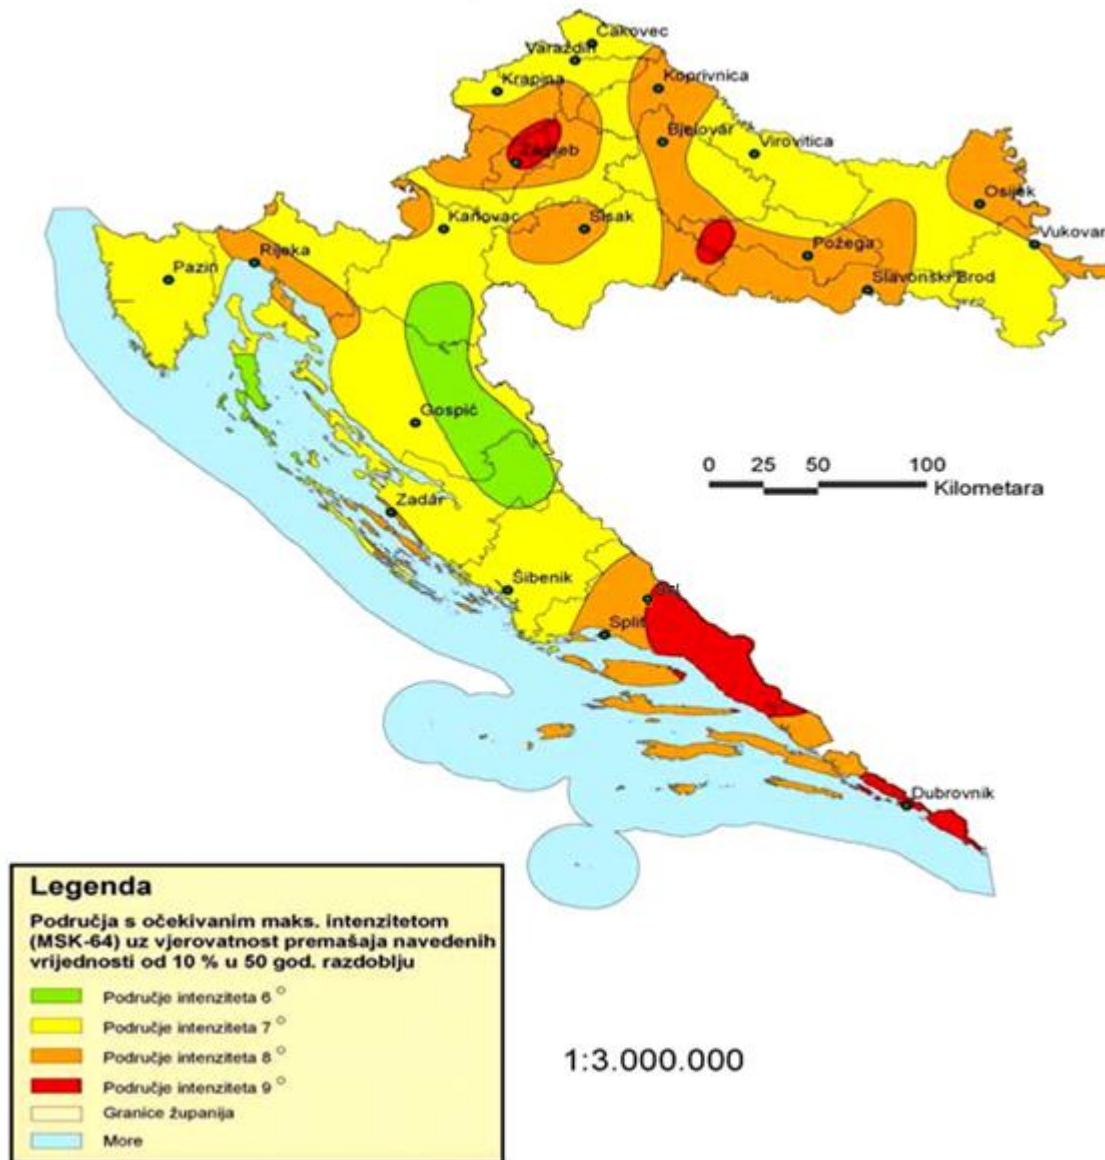 Čakovec
Varaždin
Krapina
Koprivnica
Bjelovar
Virovitica
Zagreb
Osijek
Karlovac
Sisak
Vukovar
Rijeka
Požega
Pazin
Slavonski Brod
Gospič
0 25 50 100
Kilometara
Zadar
Šibenik
Split
Dubrovnik
Legenda
Područja s očekivanim maks. intenzitetom
(MSK-64) uz vjerovatnost premašaja navedenih
vrijednosti od 10 % u 50 god. razdoblju
Područje intenziteta 6 °
Područje intenziteta 7 °
Područje intenziteta 8 °
Područje intenziteta 9 °
Granice županija
More
1:3.000.000